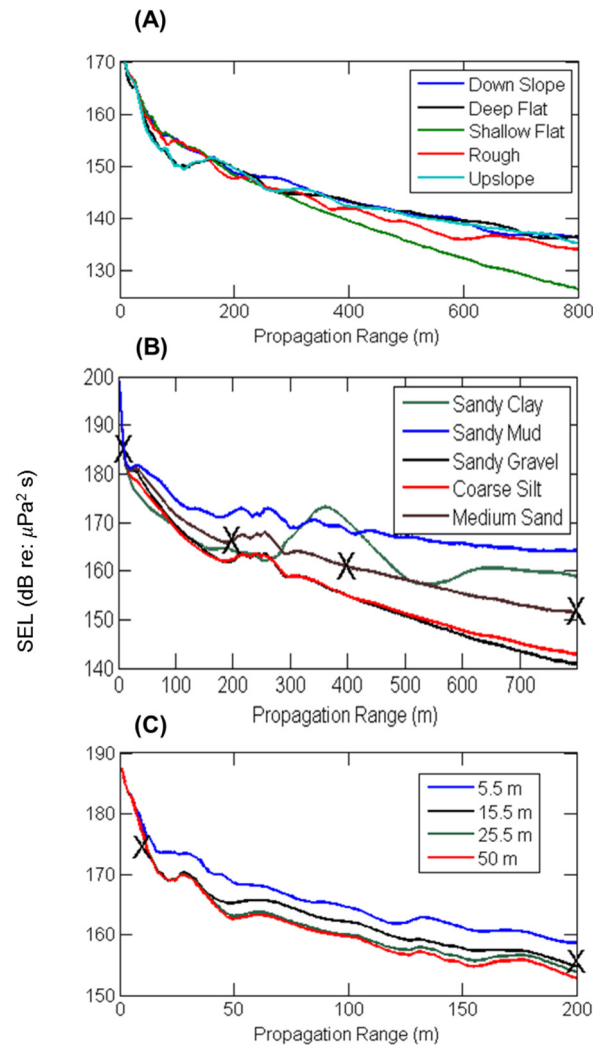 (A)
170
160
150
140
130
0
200
400
600
800
Propagation Range (m)
Down Slope
Deep Flat
Shallow Flat
Rough
Upslope
(B)
SEL (dB re: μPa² s)
200
190
180
170
160
150
140
0
100
200
300
400
500
600
700
Propagation Range (m)
Sandy Clay
Sandy Mud
Sandy Gravel
Coarse Silt
Medium Sand
X
X
X
X
(C)
190
180
170
160
150
0
50
100
150
200
Propagation Range (m)
5.5 m
15.5 m
25.5 m
50 m
X
X